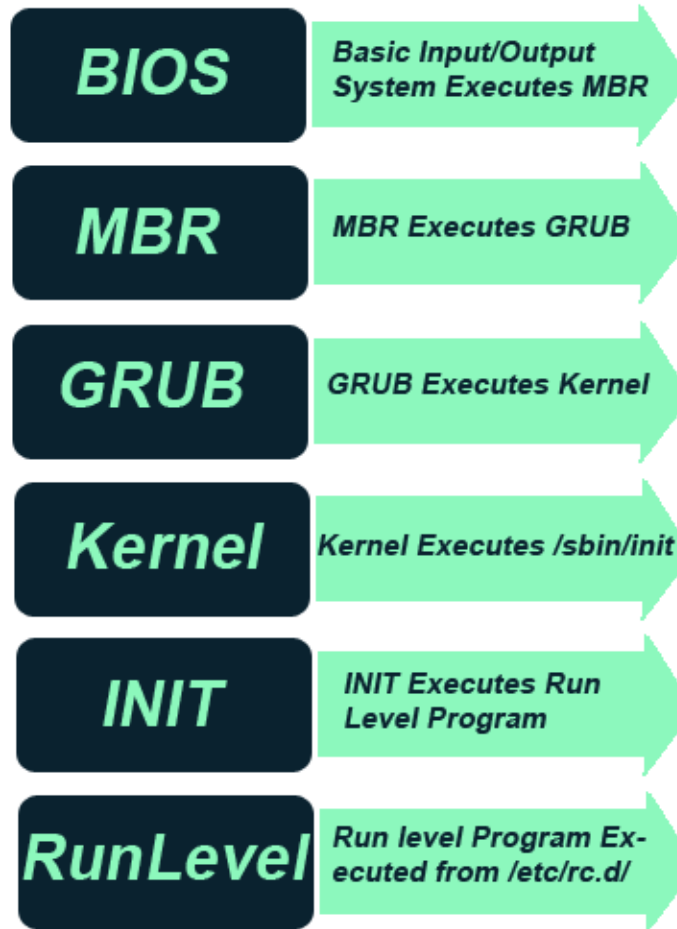 BIOS
Basic Input/Output
System Executes MBR
MBR
MBR Executes GRUB
GRUB
GRUB Executes Kernel
Kernel
Kernel Executes /sbin/init
INIT
INIT Executes Run
Level Program
RunLevel
Run level Program Ex-
ecuted from /etc/rc.d/